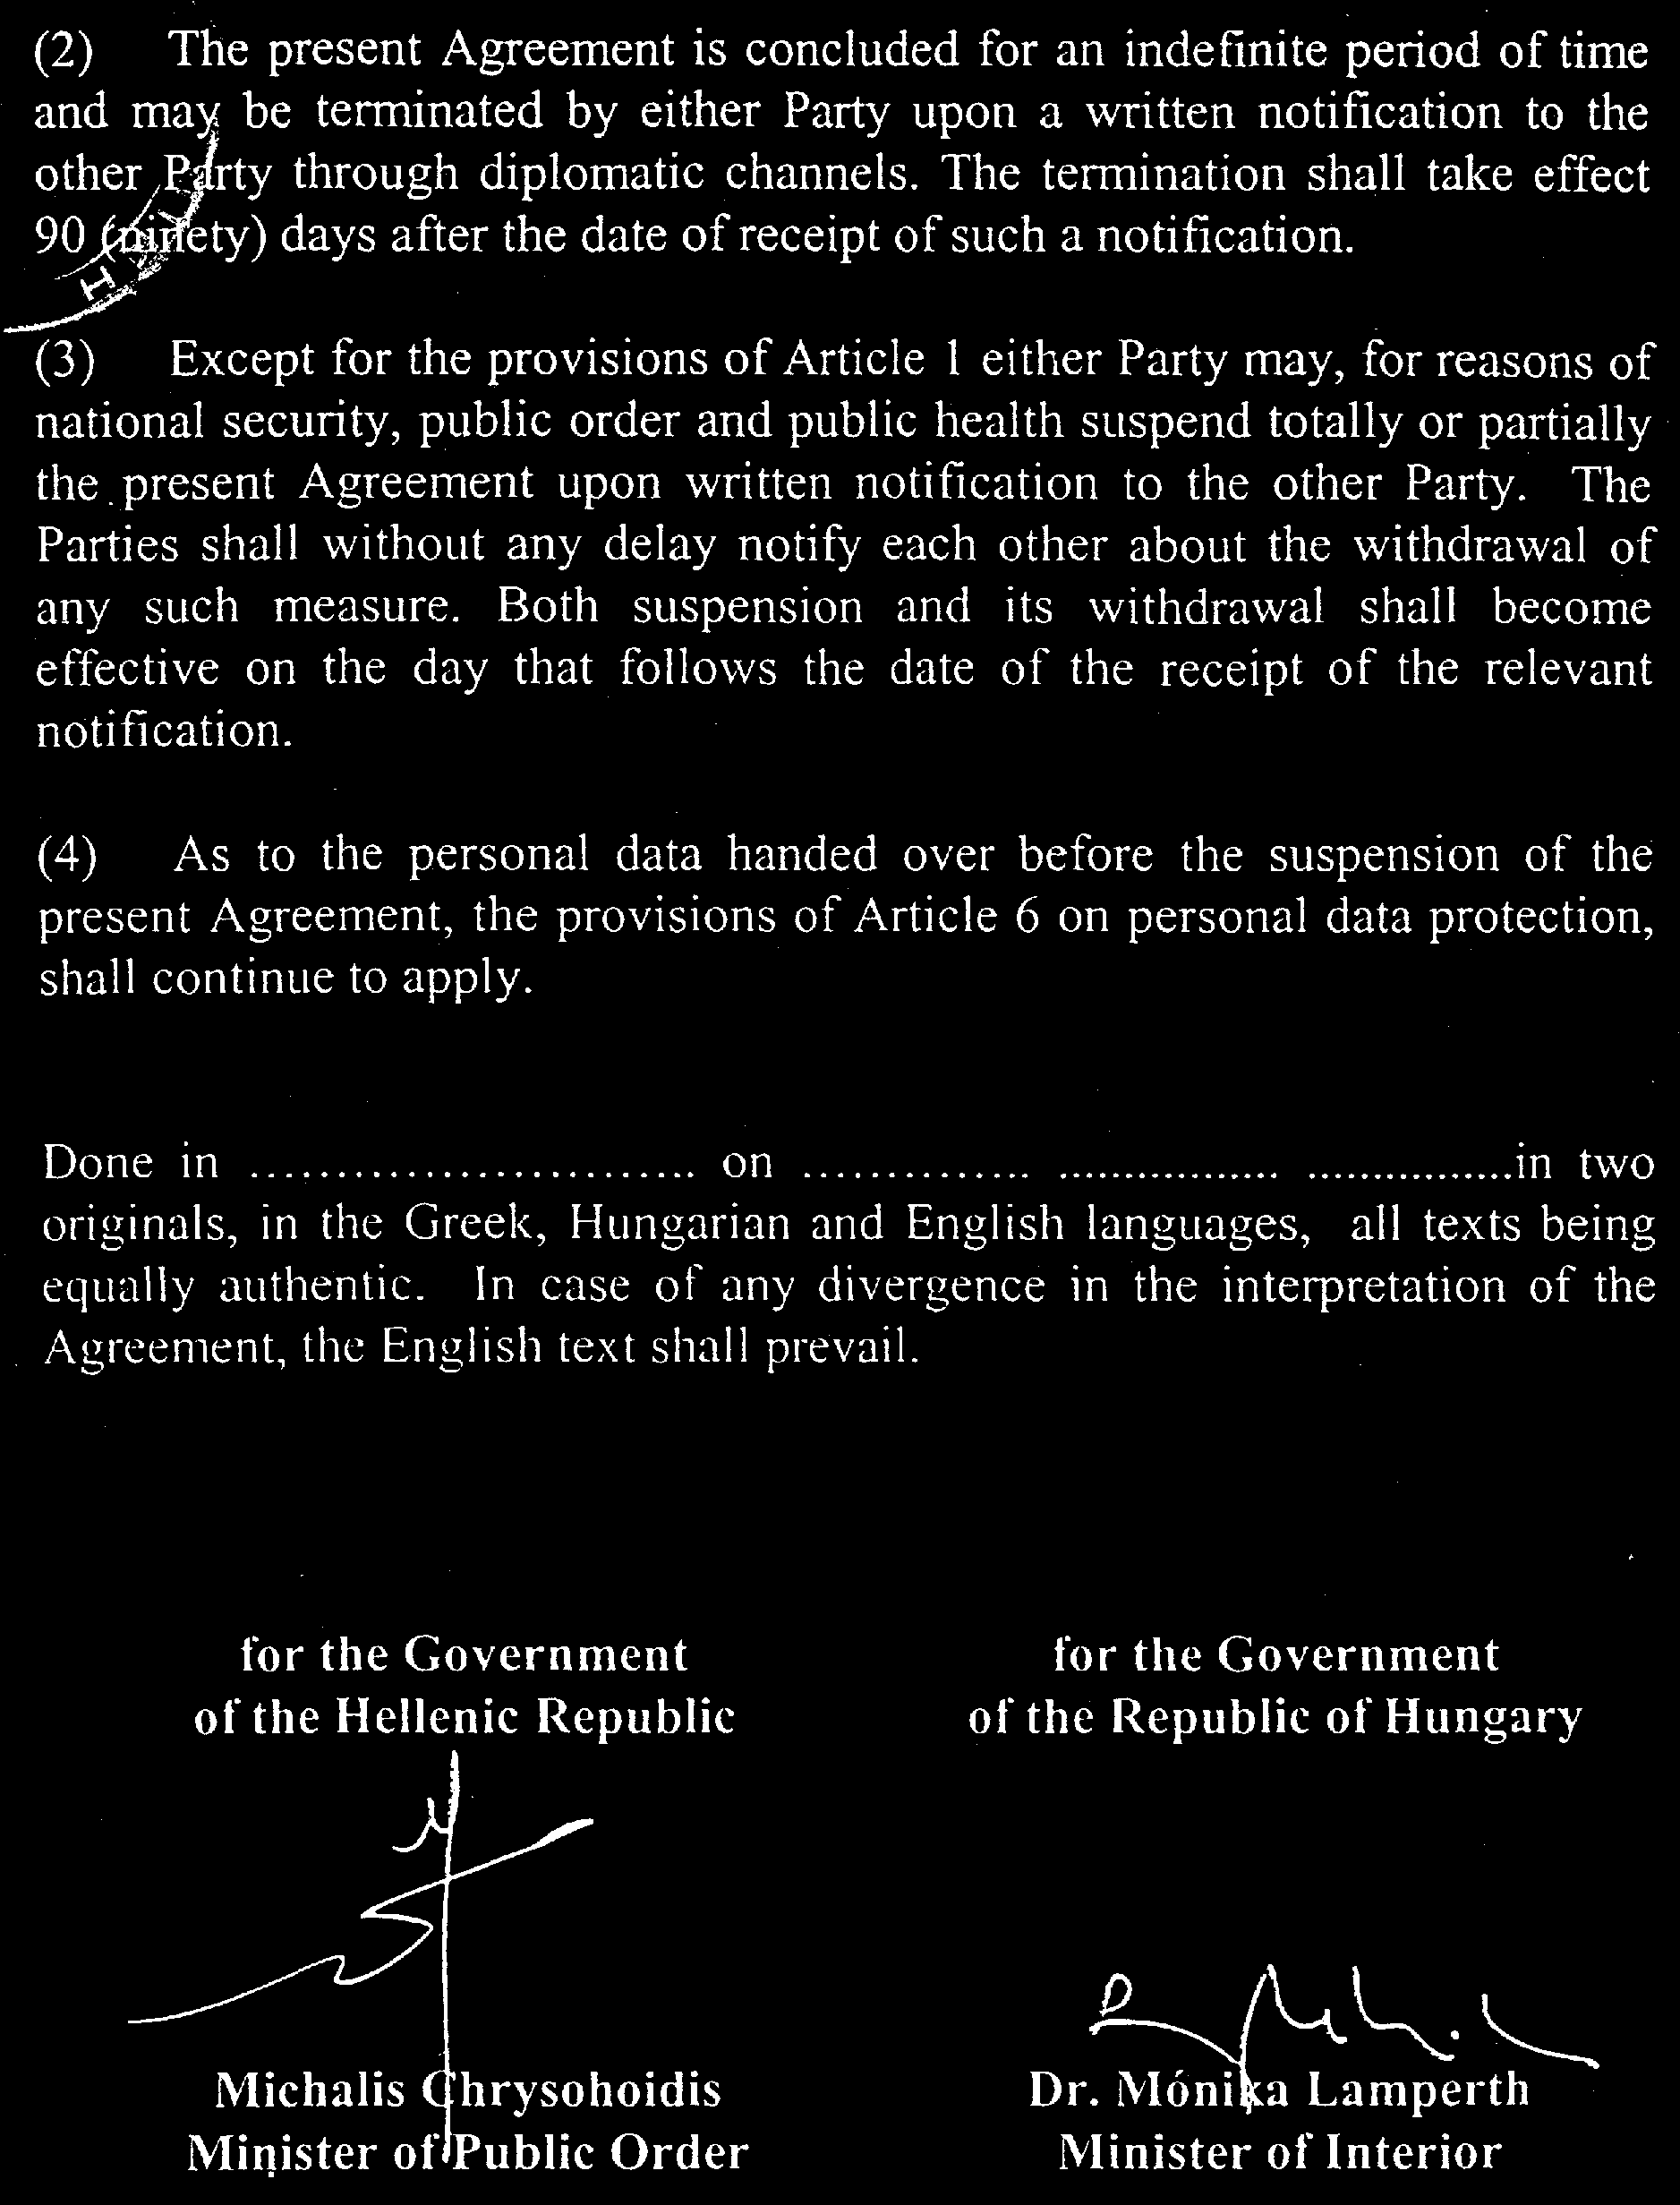 (2) The present Agreement is concluded for an indefinite period of time
and may be terminated by either Party upon a written notification to the
other Party through diplomatic channels. The termination shall take effect
90 (ninety) days after the date of receipt of such a notification.
(3) Except for the provisions of Article 1 either Party may, for reasons of
national security, public order and public health suspend totally or partially
the present Agreement upon written notification to the other Party. The
Parties shall without any delay notify each other about the withdrawal of
any such measure. Both suspension and its withdrawal shall become
effective on the day that follows the date of the receipt of the relevant
notification.
(4) As to the personal data handed over before the suspension of the
present Agreement, the provisions of Article 6 on personal data protection,
shall continue to apply.
Done in .......................... on .............. ................. ................in two
originals, in the Greek, Hungarian and English languages, all texts being
equally authentic. In case of any divergence in the interpretation of the
Agreement, the English text shall prevail.
for the Government
of the Hellenic Republic
Michalis Chrysohoidis
Minister of Public Order
for the Government
of the Republic of Hungary
Dr. Mónika Lamperth
Minister of Interior